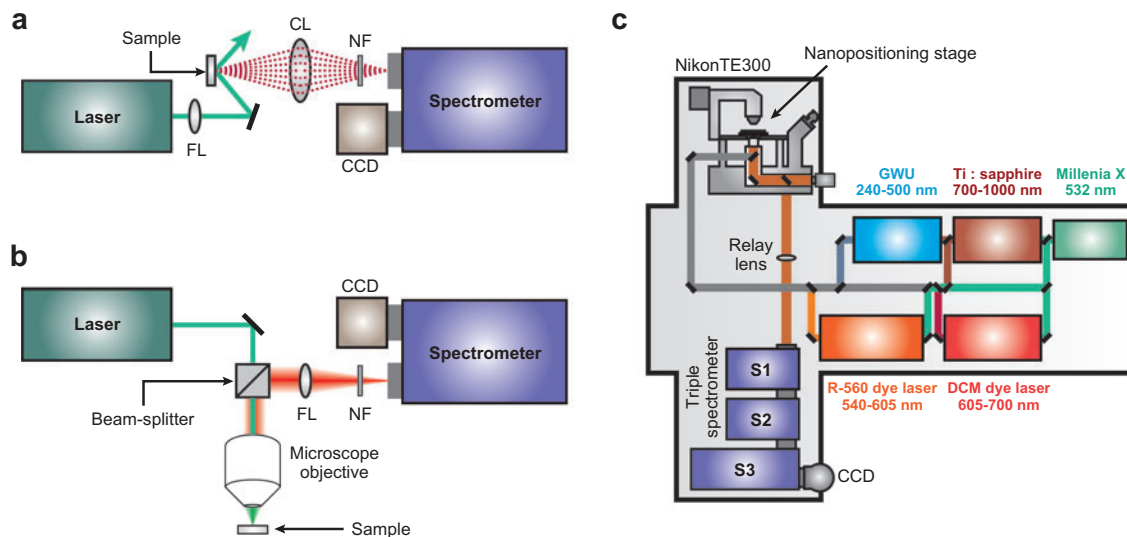 a
Sample
CL
NF
Laser
FL
CCD
Spectrometer
b
Laser
CCD
Spectrometer
Beam-splitter
FL
NF
Microscope
objective
Sample
c
NikonTE300
Nanopositioning stage
GWU
240-500 nm
Ti : sapphire
700-1000 nm
Millenia X
532 nm
Relay
lens
R-560 dye laser
540-605 nm
DCM dye laser
605-700 nm
Triple
spectrometer
S1
S2
S3
CCD